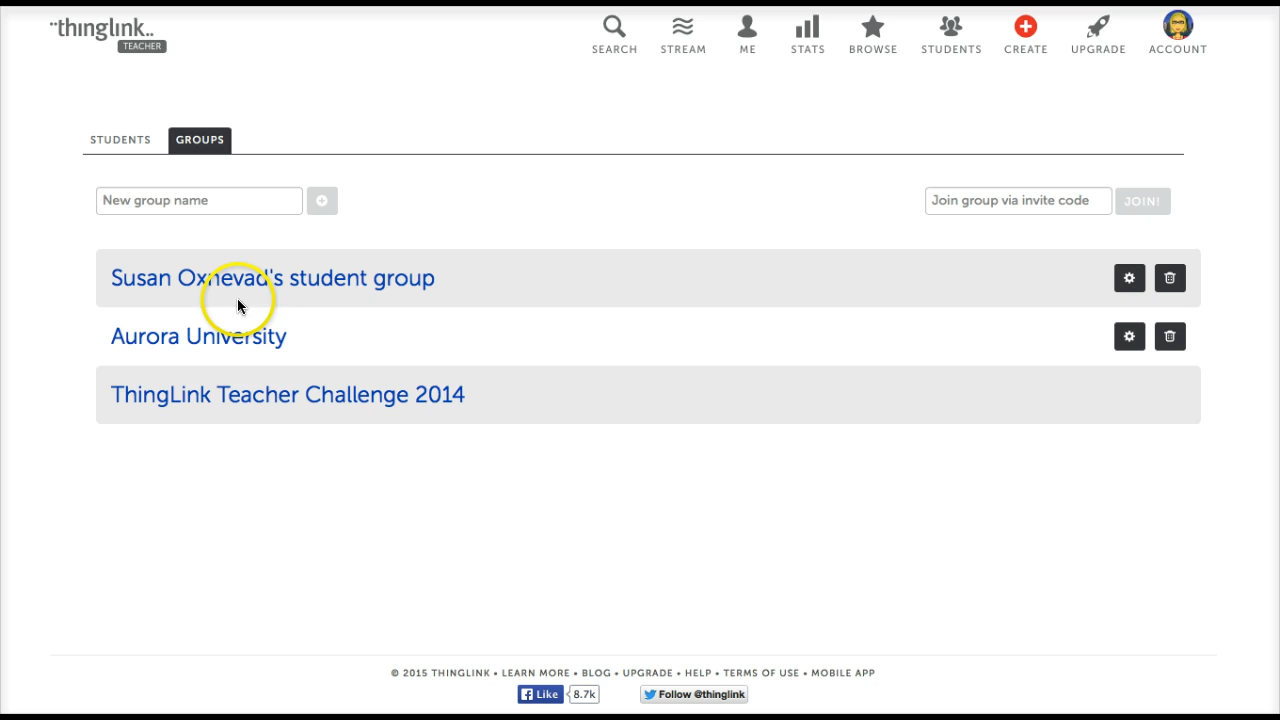 ¨thinglink..
TEACHER
SEARCH STREAM ME STATS BROWSE STUDENTS CREATE UPGRADE ACCOUNT
STUDENTS GROUPS
New group name Join group via invite code JOIN!
Susan Oxnevad's student group
Aurora University
ThingLink Teacher Challenge 2014
© 2015 THINGLINK • LEARN MORE • BLOG • UPGRADE • HELP • TERMS OF USE • MOBILE APP
Like 8.7k Follow @thinglink